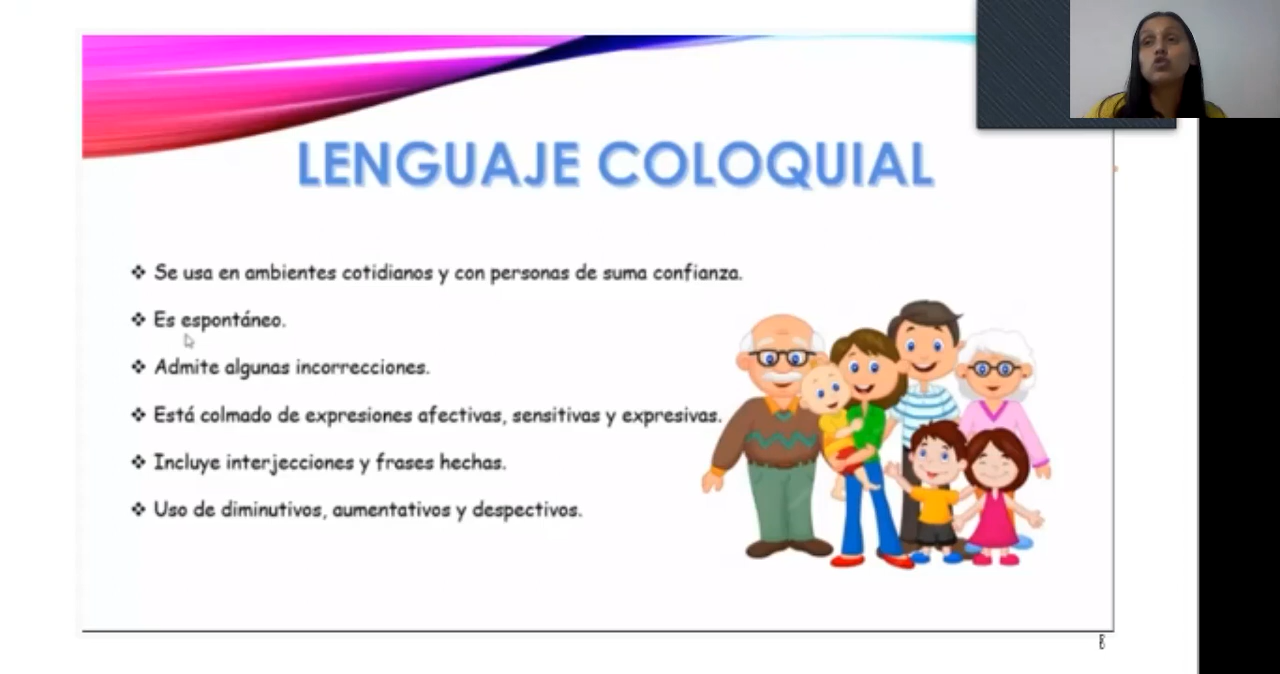 LENGUAJE COLOQUIAL
❖ Se usa en ambientes cotidianos y con personas de suma confianza.
❖ Es espontáneo.
❖ Admite algunas incorrecciones.
❖ Está colmado de expresiones afectivas, sensitivas y expresivas.
❖ Incluye interjecciones y frases hechas.
❖ Uso de diminutivos, aumentativos y despectivos.